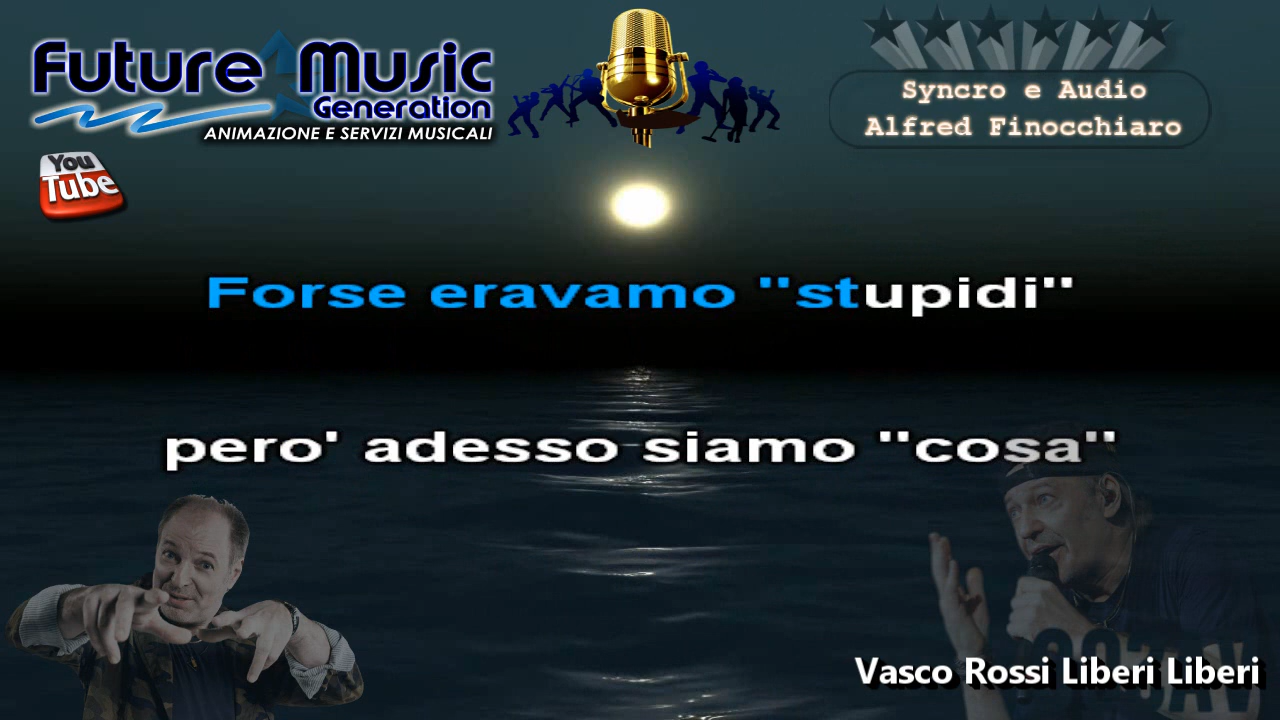 Future Music
Generation
ANIMAZIONE E SERVIZI MUSICALI
You
Tube
Syncro e Audio
Alfred Finocchiaro
Forse eravamo "stupidi"
pero' adesso siamo "cosa"
Vasco Rossi Liberi Liberi